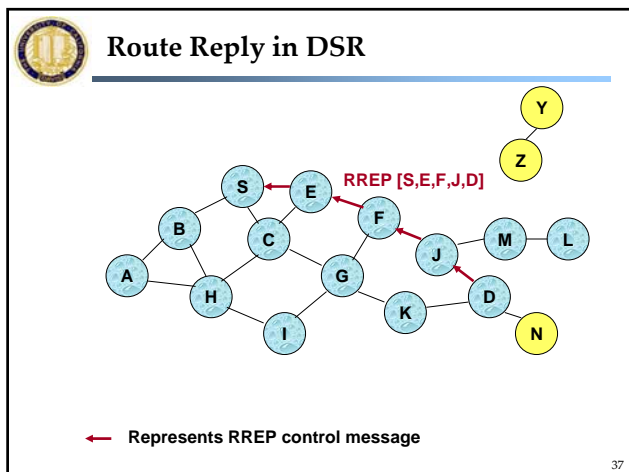 Route Reply in DSR
Y
Z
RREP [S,E,F,J,D]
S
E
F
B
C
J
M
L
A
G
H
D
K
I
N
Represents RREP control message
37